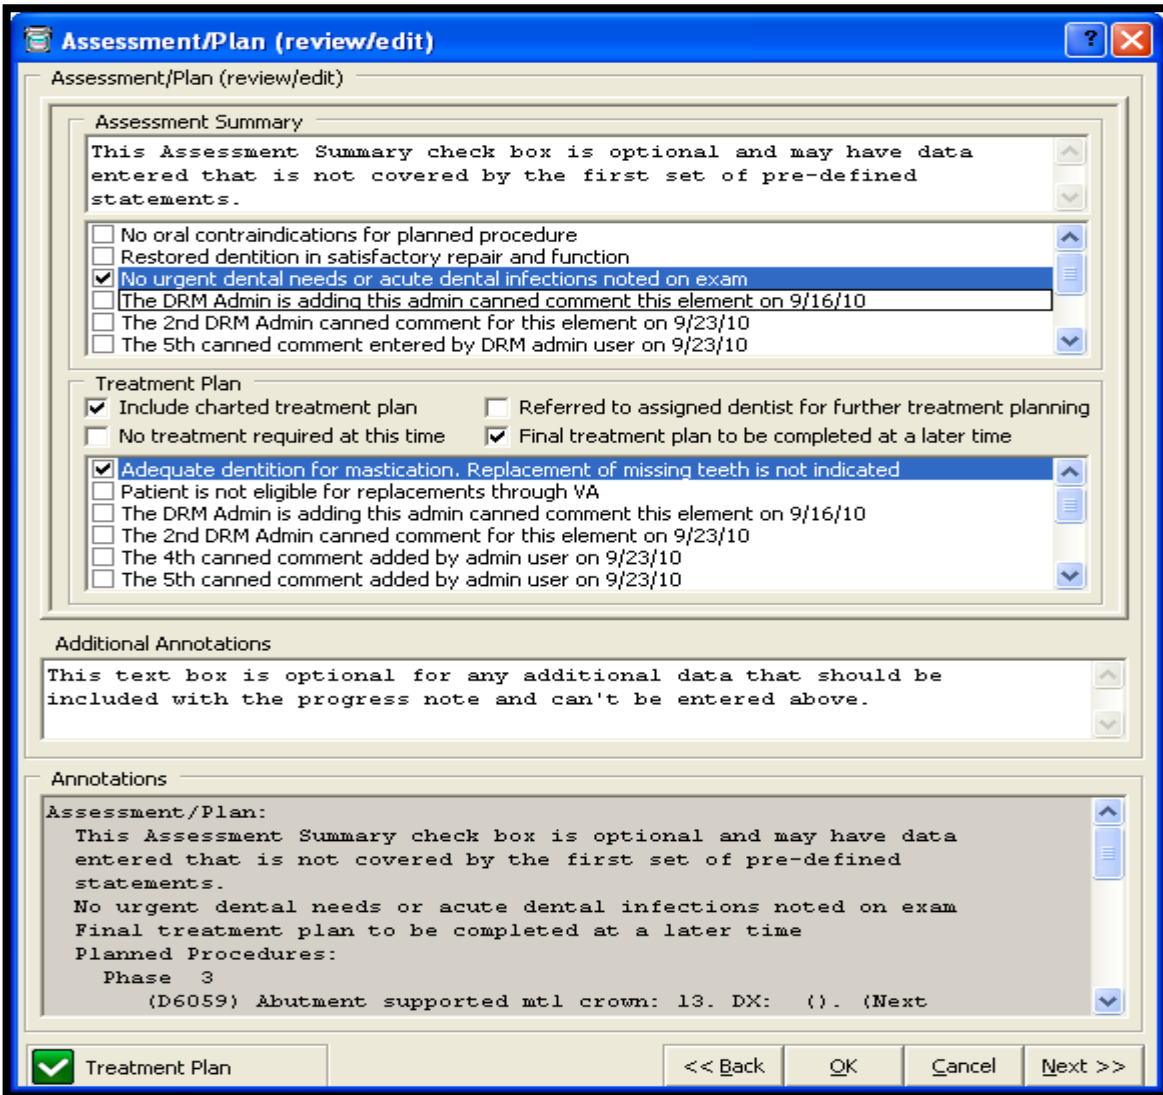 Assessment/Plan (review/edit)
?
Assessment/Plan (review/edit)
Assessment Summary
This Assessment Summary check box is optional and may have data
entered that is not covered by the first set of pre-defined
statements.
No oral contraindications for planned procedure
Restored dentition in satisfactory repair and function
No urgent dental needs or acute dental infections noted on exam
The DRM Admin is adding this admin canned comment this element on 9/16/10
The 2nd DRM Admin canned comment for this element on 9/23/10
The 5th canned comment entered by DRM admin user on 9/23/10
Treatment Plan
Include charted treatment plan Referred to assigned dentist for further treatment planning
No treatment required at this time Final treatment plan to be completed at a later time
Adequate dentition for mastication. Replacement of missing teeth is not indicated
Patient is not eligible for replacements through VA
The DRM Admin is adding this admin canned comment this element on 9/16/10
The 2nd DRM Admin canned comment for this element on 9/23/10
The 4th canned comment added by admin user on 9/23/10
The 5th canned comment added by admin user on 9/23/10
Additional Annotations
This text box is optional for any additional data that should be
included with the progress note and can't be entered above.
Annotations
Assessment/Plan:
This Assessment Summary check box is optional and may have data
entered that is not covered by the first set of pre-defined
statements.
No urgent dental needs or acute dental infections noted on exam
Final treatment plan to be completed at a later time
Planned Procedures:
Phase 3
(D6059) Abutment supported mtl crown: 13. DX: (). (Next
Treatment Plan << Back OK Cancel Next >>